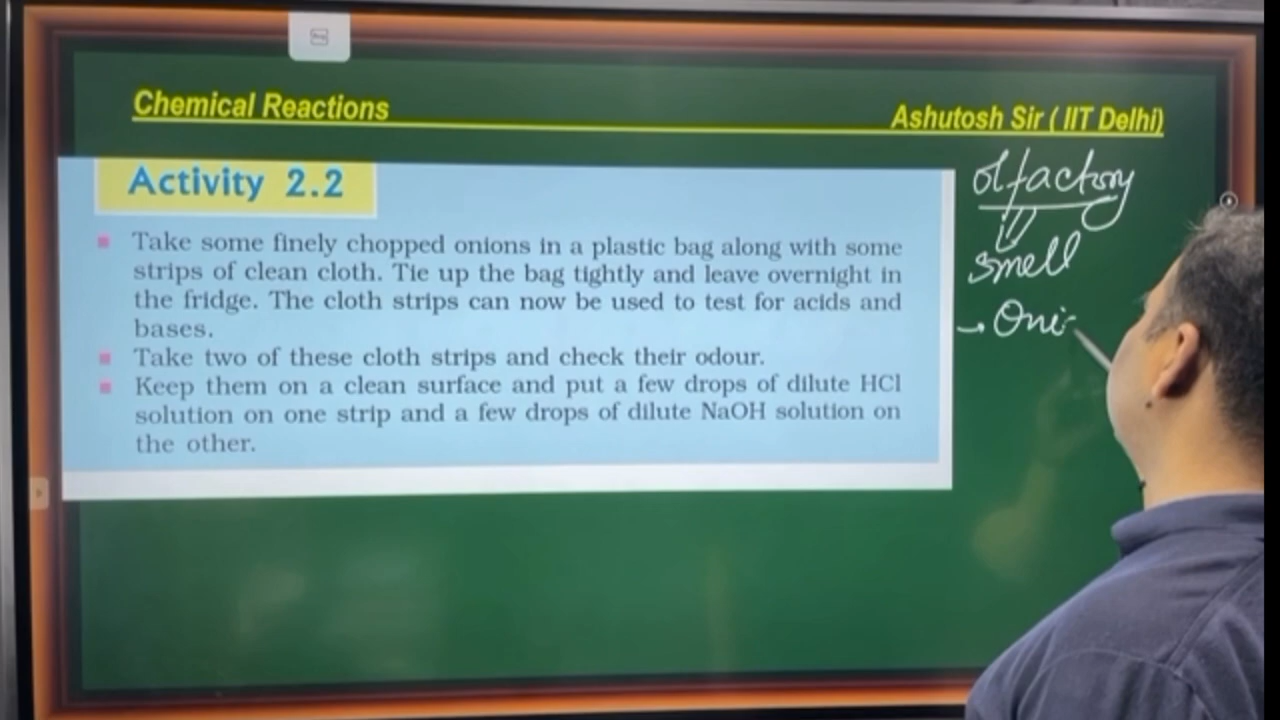 Chemical Reactions
Ashutosh Sir ( IIT Delhi)
Activity 2.2
Take some finely chopped onions in a plastic bag along with some
strips of clean cloth. Tie up the bag tightly and leave overnight in
the fridge. The cloth strips can now be used to test for acids and
bases.
Take two of these cloth strips and check their odour.
Keep them on a clean surface and put a few drops of dilute HCl
solution on one strip and a few drops of dilute NaOH solution on
the other.
olfactory
smell
→ Oni